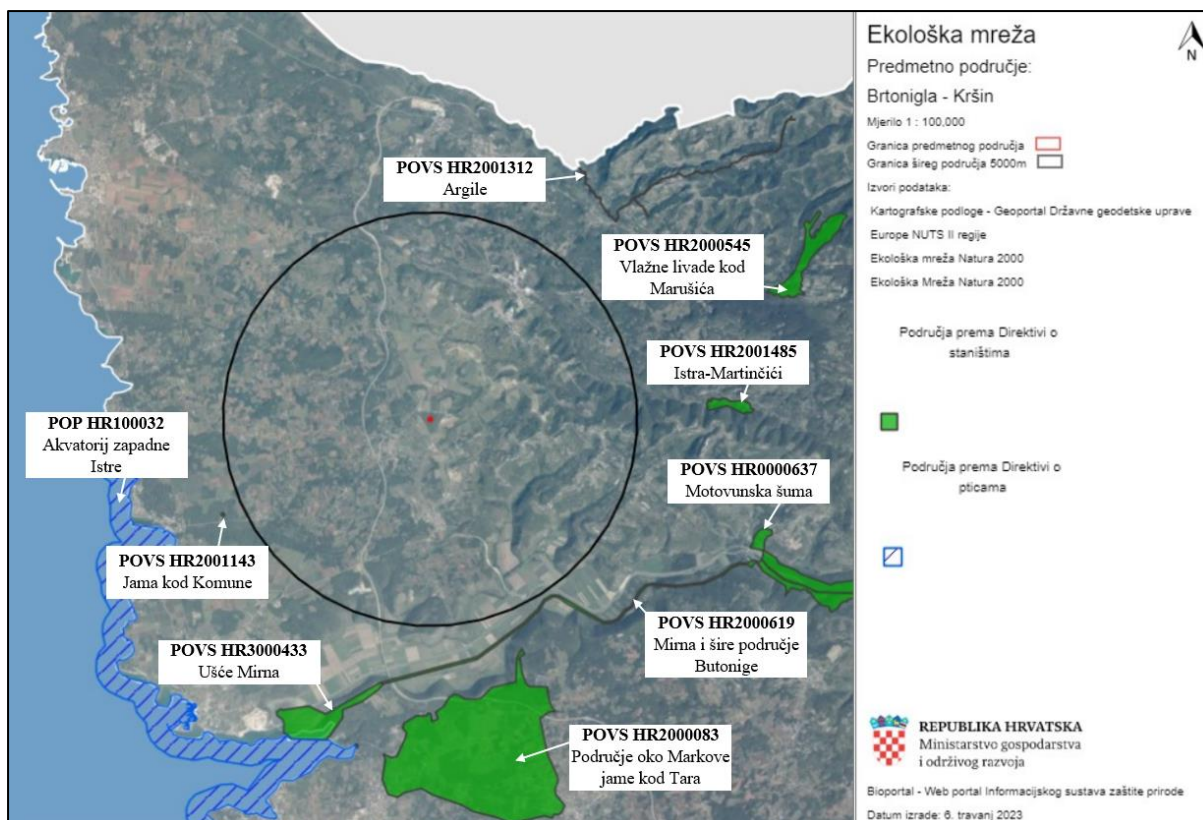 POVS HR2001312
Argile
POVS HR2000545
Vlažne livade kod
Marušića
POVS HR2001485
Istra-Martinčići
POP HR100032
Akvatorij zapadne
Istre
POVS HR0000637
Motovunska šuma
POVS HR2001143
Jama kod Komune
POVS HR2000619
Mirna i šire područje
Butonige
POVS HR3000433
Ušće Mirna
POVS HR2000083
Područje oko Markove
jame kod Tara
Ekološka mreža
N
Predmetno područje:
Brtonigla - Kršin
Mjerilo 1 : 100,000
Granica predmetnog područja
Granica šireg područja 5000m
Izvori podataka:
Kartografske podloge - Geoportal Državne geodetske uprave
Europe NUTS II regije
Ekološka mreža Natura 2000
Ekološka Mreža Natura 2000
Područja prema Direktivi o
staništima
Područja prema Direktivi o
pticama
REPUBLIKA HRVATSKA
Ministarstvo gospodarstva
i održivog razvoja
Bioportal - Web portal Informacijskog sustava zaštite prirode
Datum izrade: 6. travanj 2023